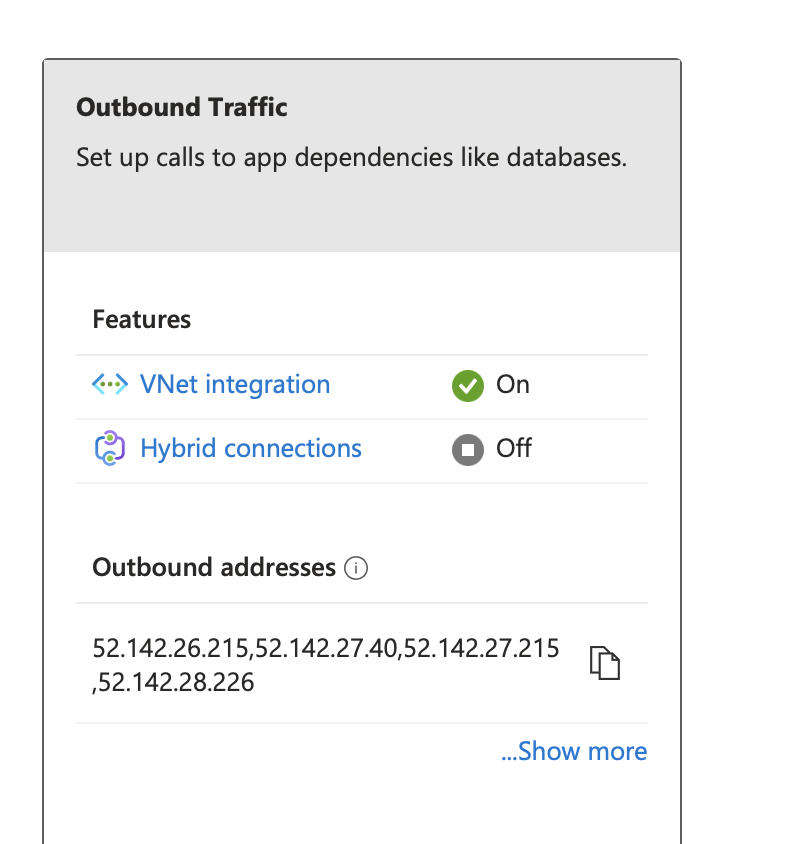 Outbound Traffic
Set up calls to app dependencies like databases.
Features
VNet integration On
Hybrid connections Off
Outbound addresses
52.142.26.215,52.142.27.40,52.142.27.215
,52.142.28.226
...Show more